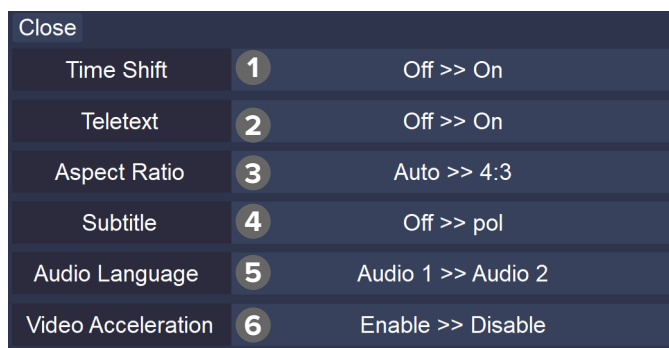 Close
Time Shift 1 Off >> On
Teletext 2 Off >> On
Aspect Ratio 3 Auto >> 4:3
Subtitle 4 Off >> pol
Audio Language 5 Audio 1 >> Audio 2
Video Acceleration 6 Enable >> Disable